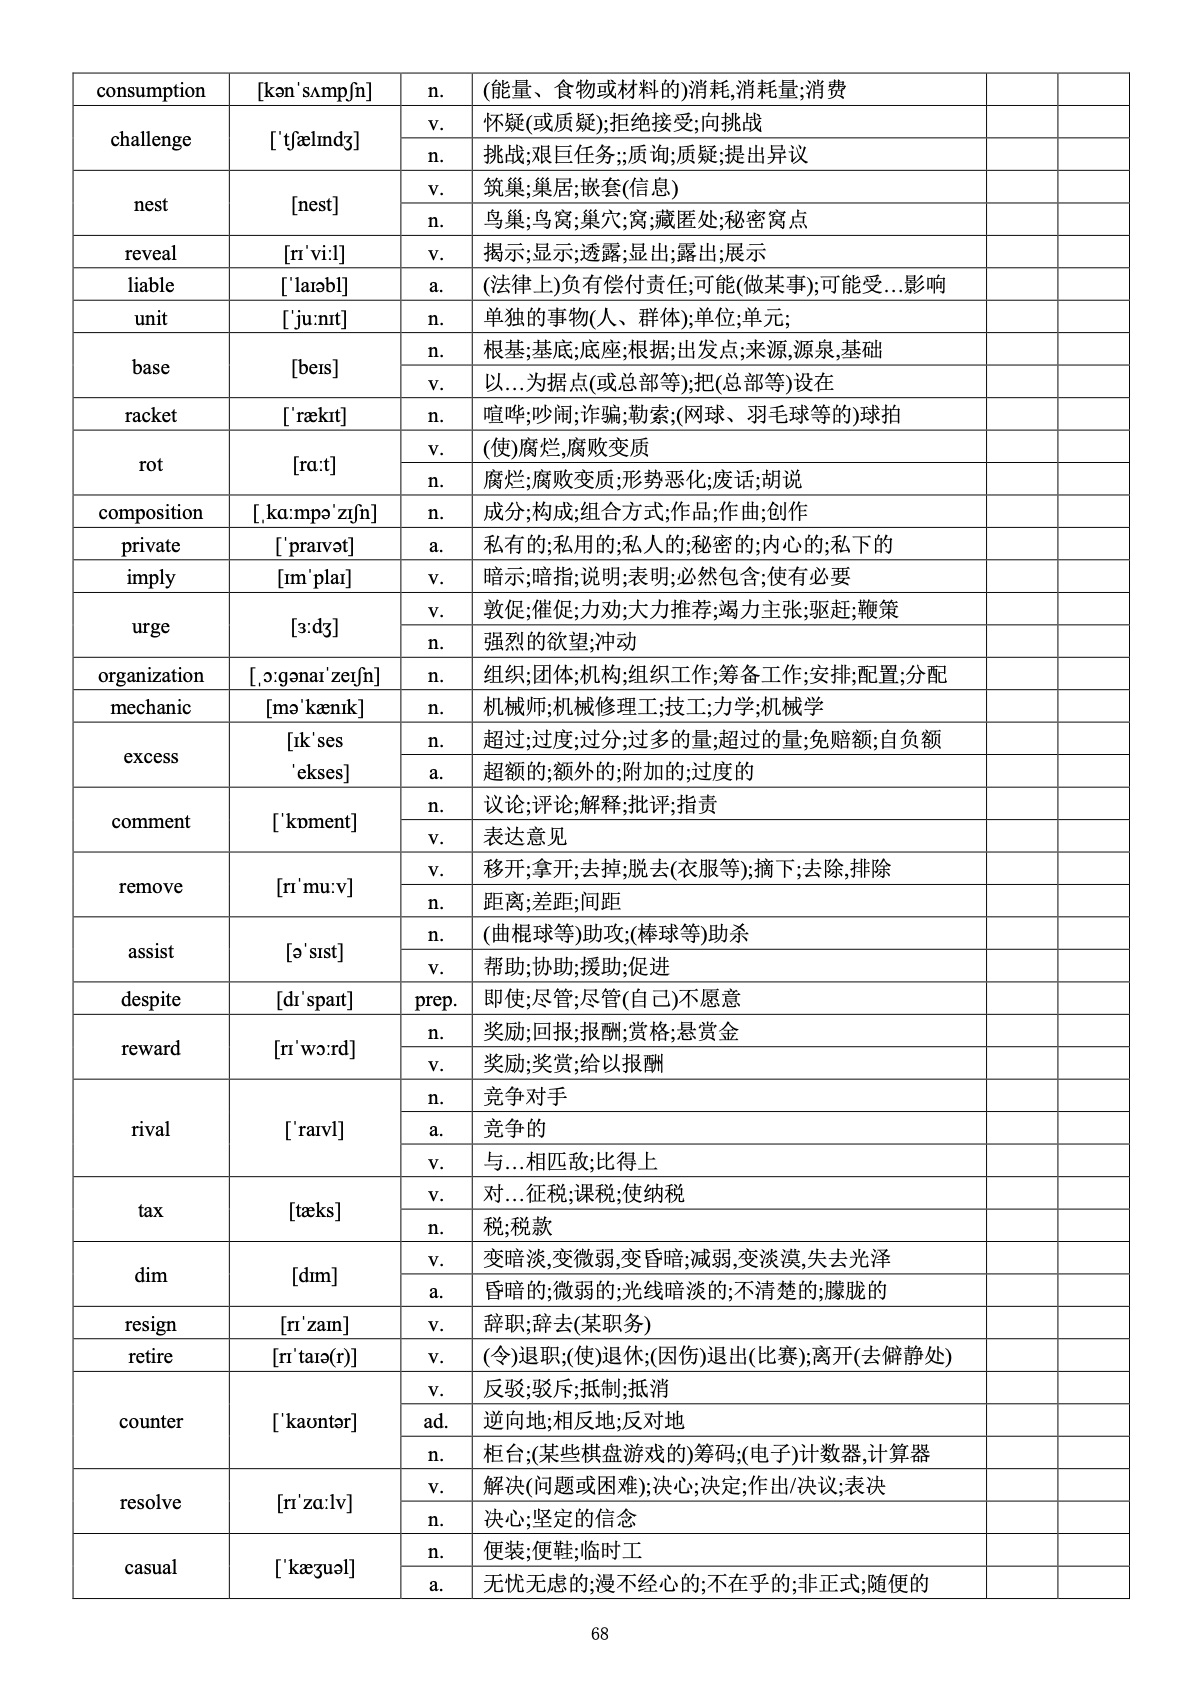 consumption [kənˈsʌmpʃn] n. (能量、食物或材料的)消耗,消耗量;消费
challenge [ˈtʃælɪndʒ] v. 怀疑(或质疑);拒绝接受;向挑战
n. 挑战;艰巨任务;;质询;质疑;提出异议
nest [nest] v. 筑巢;巢居;嵌套(信息)
n. 鸟巢;鸟窝;巢穴;窝;藏匿处;秘密窝点
reveal [rɪˈviːl] v. 揭示;显示;透露;显出;露出;展示
liable [ˈlaɪəbl] a. (法律上)负有偿付责任;可能(做某事);可能受…影响
unit [ˈjuːnɪt] n. 单独的事物(人、群体);单位;单元;
base [beɪs] n. 根基;基底;底座;根据;出发点;来源,源泉,基础
v. 以…为据点(或总部等);把(总部等)设在
racket [ˈrækɪt] n. 喧哗;吵闹;诈骗;勒索;(网球、羽毛球等的)球拍
rot [rɑːt] v. (使)腐烂,腐败变质
n. 腐烂;腐败变质;形势恶化;废话;胡说
composition [ˌkɑːmpəˈzɪʃn] n. 成分;构成;组合方式;作品;作曲;创作
private [ˈpraɪvət] a. 私有的;私用的;私人的;秘密的;内心的;私下的
imply [ɪmˈplaɪ] v. 暗示;暗指;说明;表明;必然包含;使有必要
urge [ɜːdʒ] v. 敦促;催促;力劝;大力推荐;竭力主张;驱赶;鞭策
n. 强烈的欲望;冲动
organization [ˌɔːɡənaɪˈzeɪʃn] n. 组织;团体;机构;组织工作;筹备工作;安排;配置;分配
mechanic [məˈkænɪk] n. 机械师;机械修理工;技工;力学;机械学
excess [ɪkˈses n. 超过;过度;过分;过多的量;超过的量;免赔额;自负额
ˈekses] a. 超额的;额外的;附加的;过度的
comment [ˈkɒment] n. 议论;评论;解释;批评;指责
v. 表达意见
remove [rɪˈmuːv] v. 移开;拿开;去掉;脱去(衣服等);摘下;去除,排除
n. 距离;差距;间距
assist [əˈsɪst] n. (曲棍球等)助攻;(棒球等)助杀
v. 帮助;协助;援助;促进
despite [dɪˈspaɪt] prep. 即使;尽管;尽管(自己)不愿意
reward [rɪˈwɔːrd] n. 奖励;回报;报酬;赏格;悬赏金
v. 奖励;奖赏;给以报酬
rival [ˈraɪvl] n. 竞争对手
a. 竞争的
v. 与…相匹敌;比得上
tax [tæks] v. 对…征税;课税;使纳税
n. 税;税款
dim [dɪm] v. 变暗淡,变微弱,变昏暗;减弱,变淡漠,失去光泽
a. 昏暗的;微弱的;光线暗淡的;不清楚的;朦胧的
resign [rɪˈzaɪn] v. 辞职;辞去(某职务)
retire [rɪˈtaɪə(r)] v. (令)退职;(使)退休;(因伤)退出(比赛);离开(去僻静处)
counter [ˈkaʊntər] v. 反驳;驳斥;抵制;抵消
ad. 逆向地;相反地;反对地
n. 柜台;(某些棋盘游戏的)筹码;(电子)计数器,计算器
resolve [rɪˈzɑːlv] v. 解决(问题或困难);决心;决定;作出/决议;表决
n. 决心;坚定的信念
casual [ˈkæʒuəl] n. 便装;便鞋;临时工
a. 无忧无虑的;漫不经心的;不在乎的;非正式;随便的
68